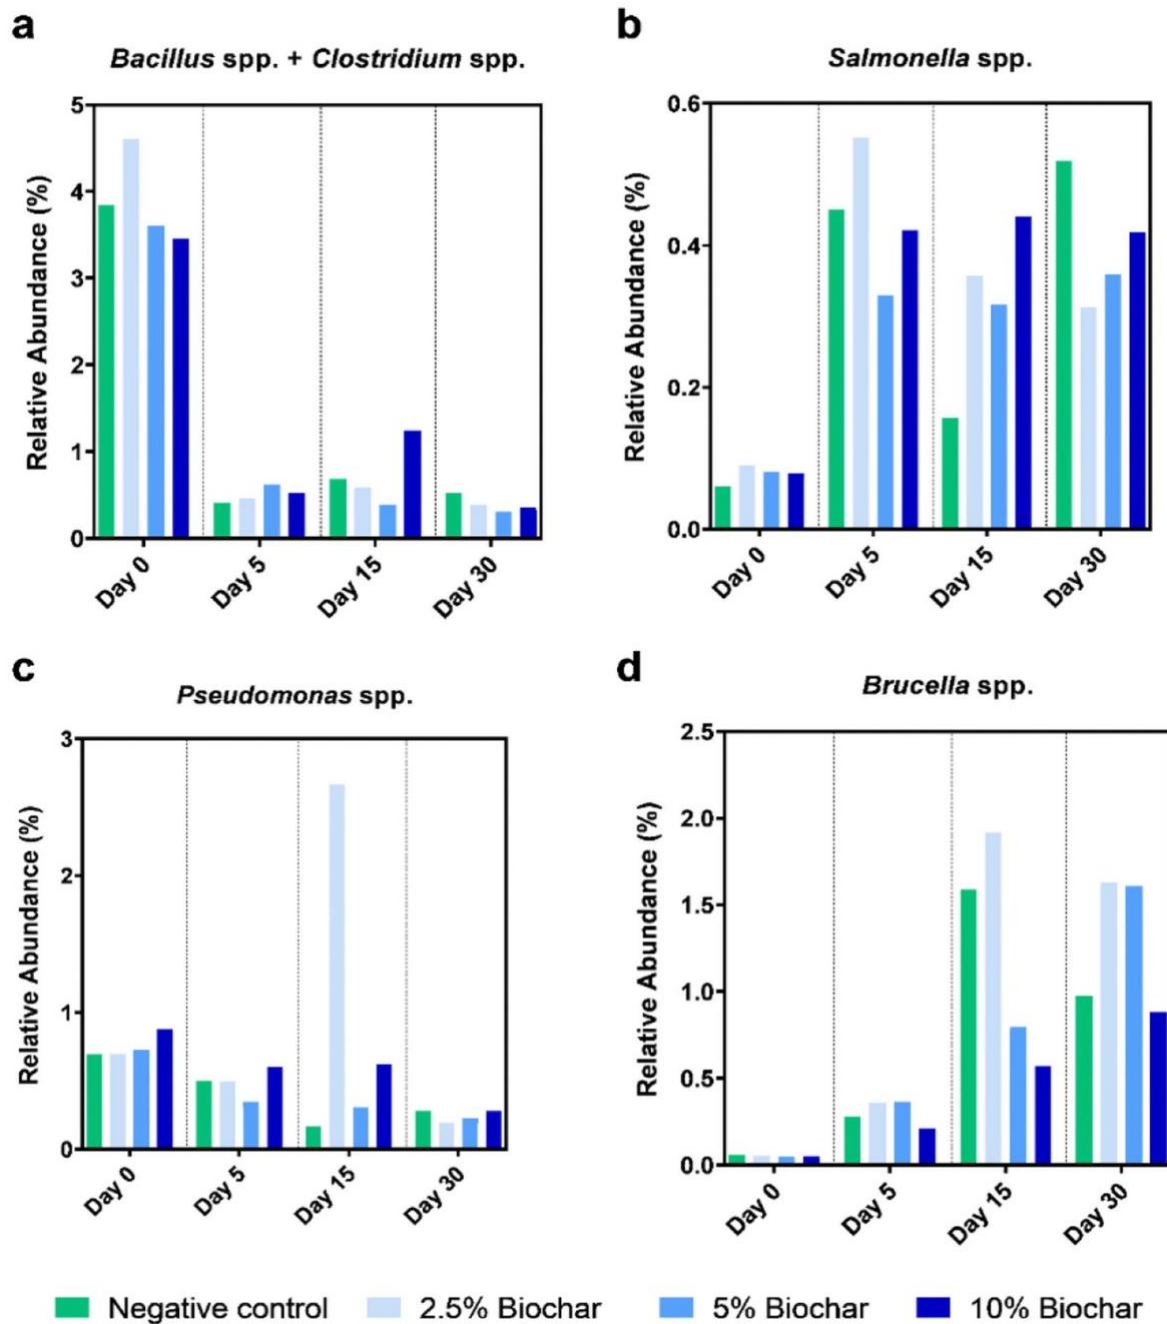 a
Bacillus spp. + Clostridium spp.
Relative Abundance (%)
5
4
3
2
1
0
Day 0
Day 5
Day 15
Day 30
b
Salmonella spp.
Relative Abundance (%)
0.6
0.4
0.2
0.0
Day 0
Day 5
Day 15
Day 30
c
Pseudomonas spp.
Relative Abundance (%)
3
2
1
0
Day 0
Day 5
Day 15
Day 30
d
Brucella spp.
Relative Abundance (%)
2.5
2.0
1.5
1.0
0.5
0.0
Day 0
Day 5
Day 15
Day 30
Negative control 2.5% Biochar 5% Biochar 10% Biochar